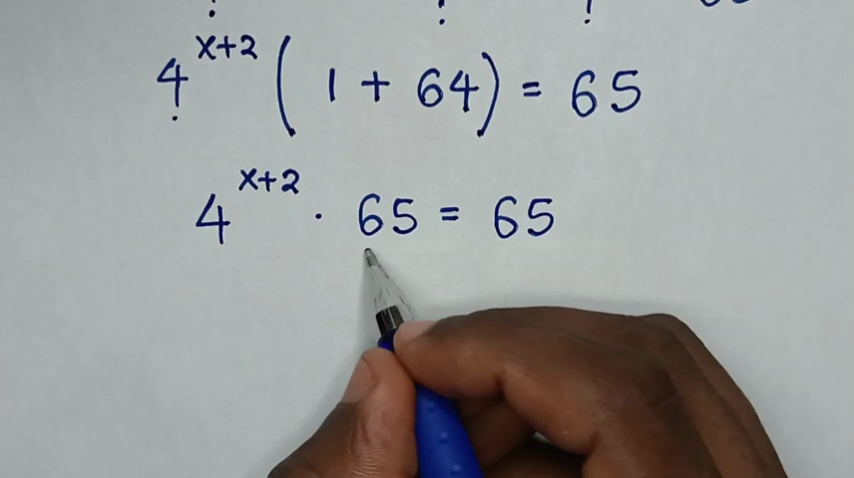 4^{x+2} ( 1 + 64 ) = 65
4^{x+2} · 65 = 65